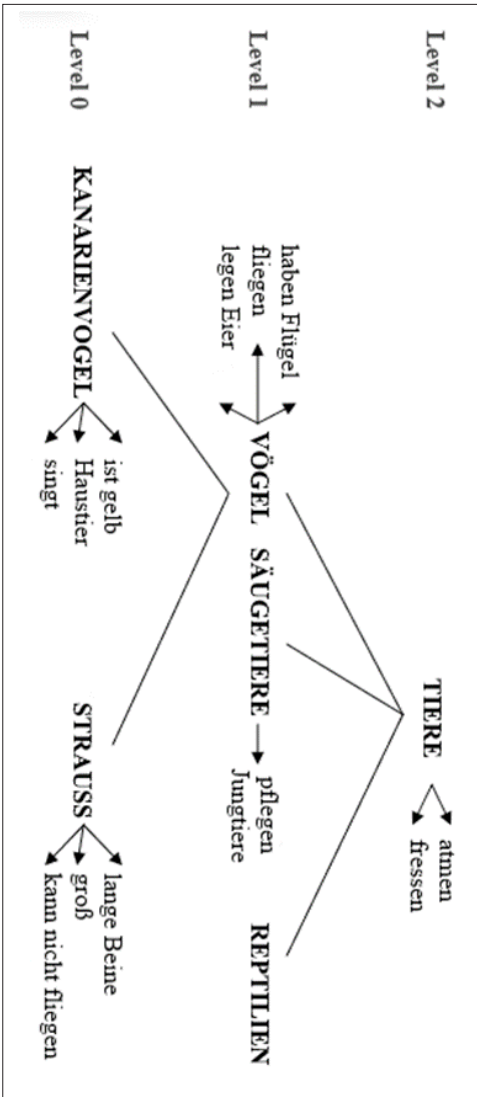 Level 2
TIERE
atmen
fressen
Level 1
haben Flügel
fliegen
legen Eier
VÖGEL
SÄUGETIERE
pflegen
Jungtiere
REPTILIEN
Level 0
KANARIENVOGEL
ist gelb
Haustier
singt
STRAUSS
lange Beine
groß
kann nicht fliegen